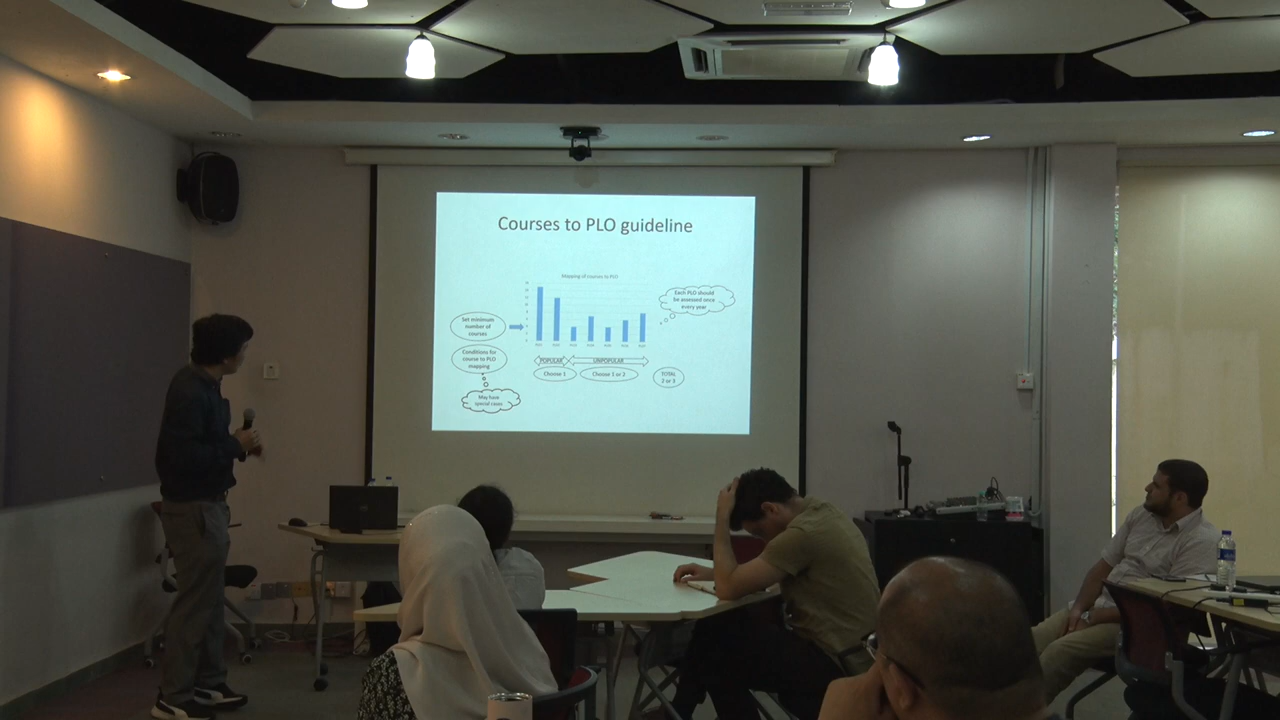 Courses to PLO guideline
Mapping of courses to PLO
Each PLO should
be assessed once
every year
Set minimum
number of
courses
Conditions for
course to PLO
mapping
May have
special cases
POPULAR
UNPOPULAR
Choose 1
Choose 1 or 2
TOTAL
2 or 3